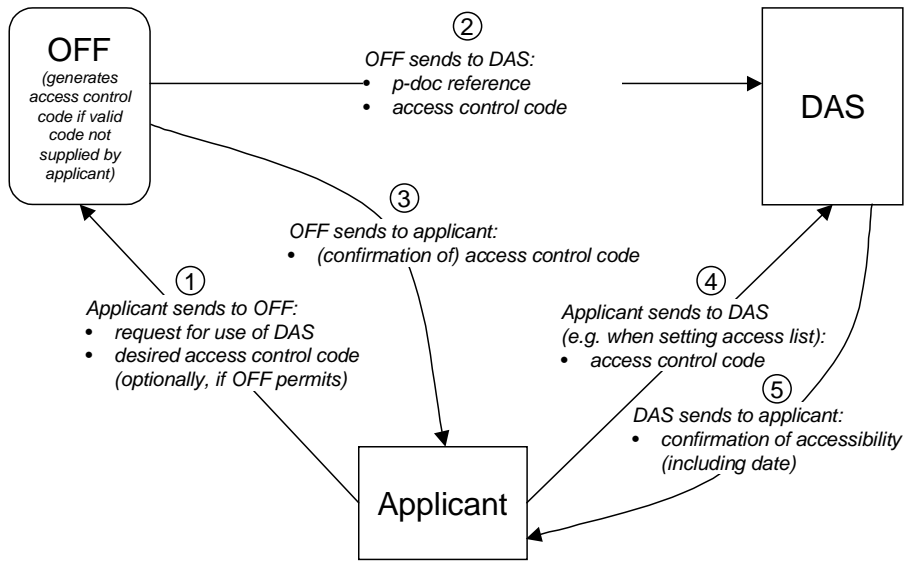 OFF
(generates
access control
code if valid
code not
supplied by
applicant)
2
OFF sends to DAS:
• p-doc reference
• access control code
DAS
3
OFF sends to applicant:
• (confirmation of) access control code
1
Applicant sends to OFF:
• request for use of DAS
• desired access control code
(optionally, if OFF permits)
4
Applicant sends to DAS
(e.g. when setting access list):
• access control code
5
DAS sends to applicant:
• confirmation of accessibility
(including date)
Applicant